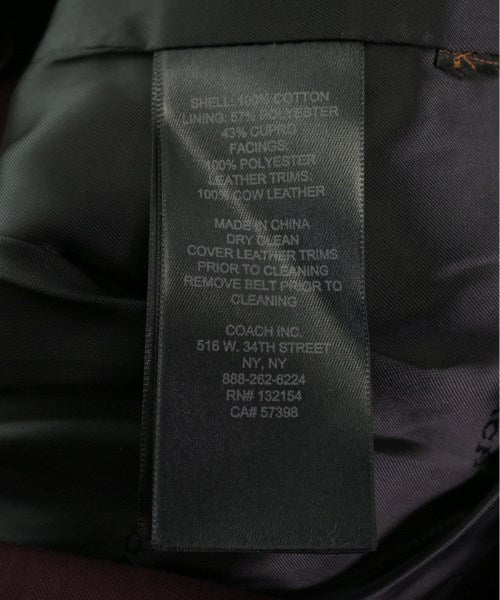 SHELL: 100% COTTON
LINING: 57% POLYESTER
43% CUPRO
FACINGS:
100% POLYESTER
LEATHER TRIMS:
100% COW LEATHER
MADE IN CHINA
DRY CLEAN
COVER LEATHER TRIMS
PRIOR TO CLEANING
REMOVE BELT PRIOR TO
CLEANING
COACH INC.
516 W. 34TH STREET
NY, NY
888-262-6224
RN# 132154
CA# 57398